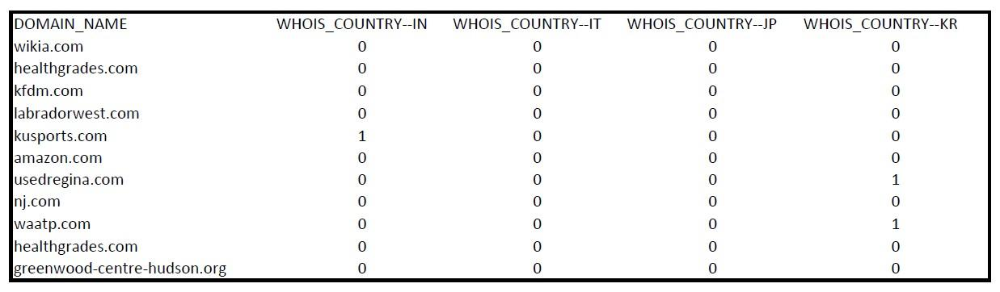 DOMAIN_NAME WHOIS_COUNTRY--IN WHOIS_COUNTRY--IT WHOIS_COUNTRY--JP WHOIS_COUNTRY--KR
wikia.com 0 0 0 0
healthgrades.com 0 0 0 0
kfdm.com 0 0 0 0
labradorwest.com 0 0 0 0
kusports.com 1 0 0 0
amazon.com 0 0 0 0
usedregina.com 0 0 0 1
nj.com 0 0 0 0
waatp.com 0 0 0 1
healthgrades.com 0 0 0 0
greenwood-centre-hudson.org 0 0 0 0